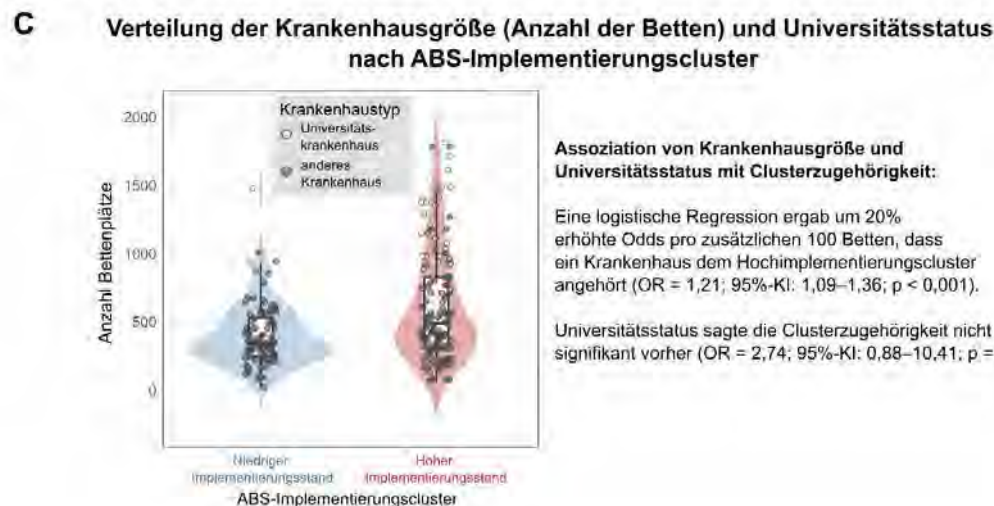 C
Verteilung der Krankenhausgröße (Anzahl der Betten) und Universitätsstatus
nach ABS-Implementierungscluster
Krankenhaustyp
Universitäts-
krankenhaus
anderes
Krankenhaus
2000
1500
1000
500
0
Anzahl Bettenplätze
Niedriger
Implementierungsstand
Hoher
Implementierungsstand
ABS-Implementierungscluster
Assoziation von Krankenhausgröße und
Universitätsstatus mit Clusterzugehörigkeit:
Eine logistische Regression ergab um 20%
erhöhte Odds pro zusätzlichen 100 Betten, dass
ein Krankenhaus dem Hochimplementierungscluster
angehört (OR = 1,21; 95%-KI: 1,09–1,36; p < 0,001).
Universitätsstatus sagte die Clusterzugehörigkeit nicht
signifikant vorher (OR = 2,74; 95%-KI: 0,88–10,41; p =